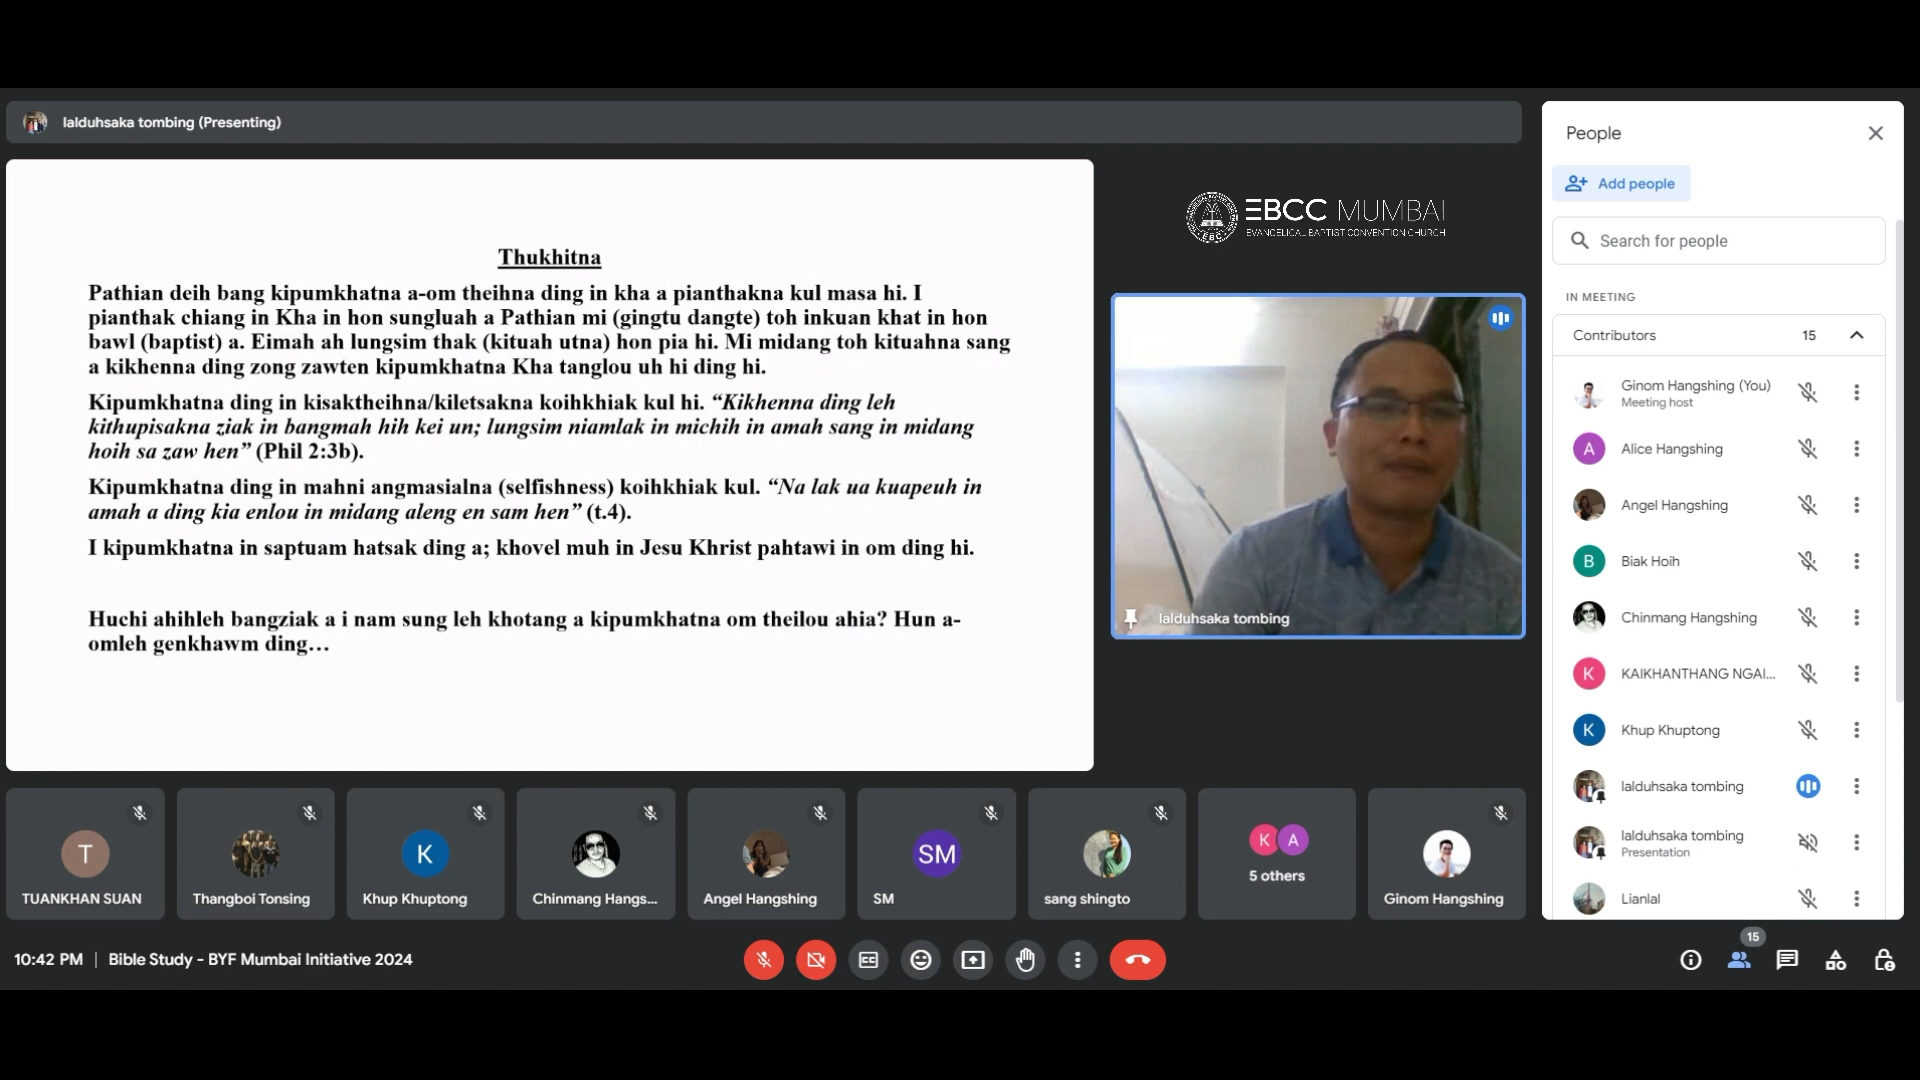 lalduhsaka tombing (Presenting)
Thukhitna
Pathian deih bang kipumkhatna a-om theihna ding in kha a pianthakna kul masa hi. I
pianthak chiang in Kha in hon sungluah a Pathian mi (gingtu dangte) toh inkuan khat in hon
bawl (baptist) a. Eimah ah lungsim thak (kituah utna) hon pia hi. Mi midang toh kituahna sang
a kikhenna ding zong zawten kipumkhatna Kha tanglou uh hi ding hi.
Kipumkhatna ding in kisaktheihna/kiletsakna koihkhiak kul hi. “Kikhenna ding leh
kithupisakna ziak in bangmah hih kei un; lungsim niamlak in michih in amah sang in midang
hoih sa zaw hen” (Phil 2:3b).
Kipumkhatna ding in mahni angmasialna (selfishness) koihkhiak kul. “Na lak ua kuapeuh in
amah a ding kia enlou in midang aleng en sam hen” (t.4).
I kipumkhatna in saptuam hatsak ding a; khovel muh in Jesu Khrist pahtawi in om ding hi.
Huchi ahihleh bangziak a i nam sung leh khotang a kipumkhatna om theilou ahia? Hun a-
omleh genkhawm ding…
EBCC MUMBAI
EVANGELICAL BAPTIST CONVENTION CHURCH
EBC
lalduhsaka tombing
People
Add people
Search for people
IN MEETING
Contributors 15
Ginom Hangshing (You)
Meeting host
A Alice Hangshing
Angel Hangshing
B Biak Hoih
Chinmang Hangshing
K KAIKHANTHANG NGAI...
K Khup Khuptong
lalduhsaka tombing
lalduhsaka tombing
Presentation
Lianlal
T
TUANKHAN SUAN
Thangboi Tonsing
K
Khup Khuptong
Chinmang Hangs...
Angel Hangshing
SM
SM
sang shingto
K A
5 others
Ginom Hangshing
10:42 PM | Bible Study - BYF Mumbai Initiative 2024
CC
15